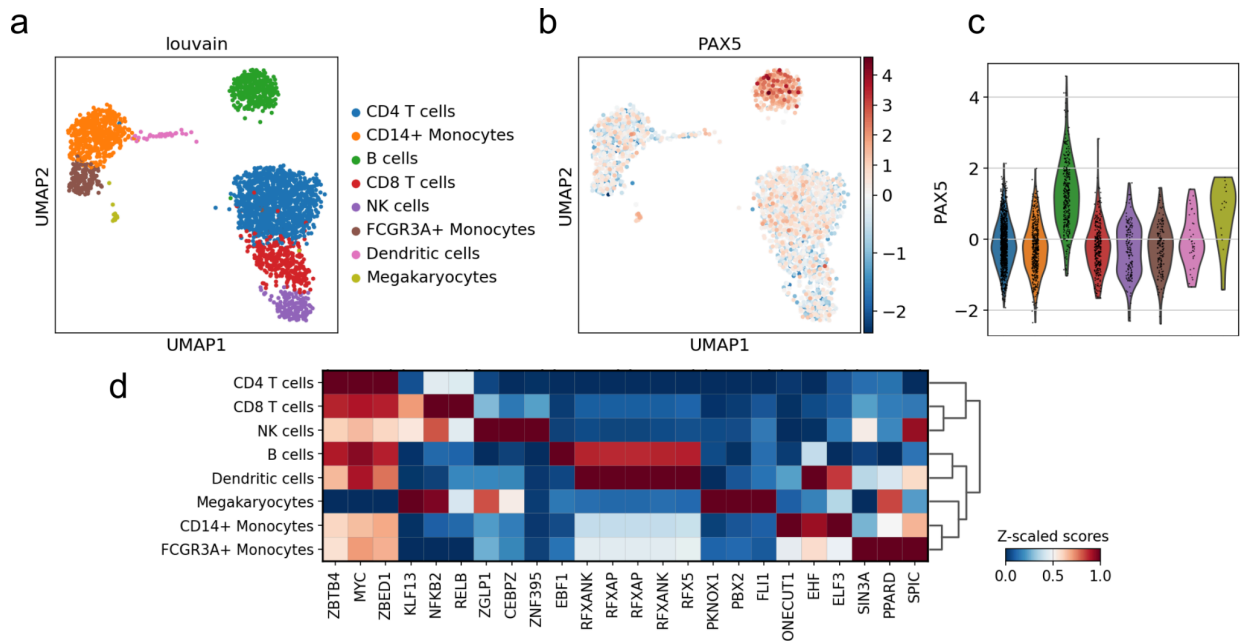 a
louvain
UMAP2
UMAP1
CD4 T cells
CD14+ Monocytes
B cells
CD8 T cells
NK cells
FCGR3A+ Monocytes
Dendritic cells
Megakaryocytes
b
PAX5
UMAP2
UMAP1
4
3
2
1
0
−1
−2
c
PAX5
4
2
0
−2
d
CD4 T cells
CD8 T cells
NK cells
B cells
Dendritic cells
Megakaryocytes
CD14+ Monocytes
FCGR3A+ Monocytes
ZBTB4
MYC
ZBED1
KLF13
NFKB2
RELB
ZGLP1
CEBPZ
ZNF395
EBF1
RFXANK
RFXAP
RFXAP
RFXANK
RFX5
PKNOX1
PBX2
FLI1
ONECUT1
EHF
ELF3
SIN3A
PPARD
SPIC
Z-scaled scores
0.0 0.5 1.0